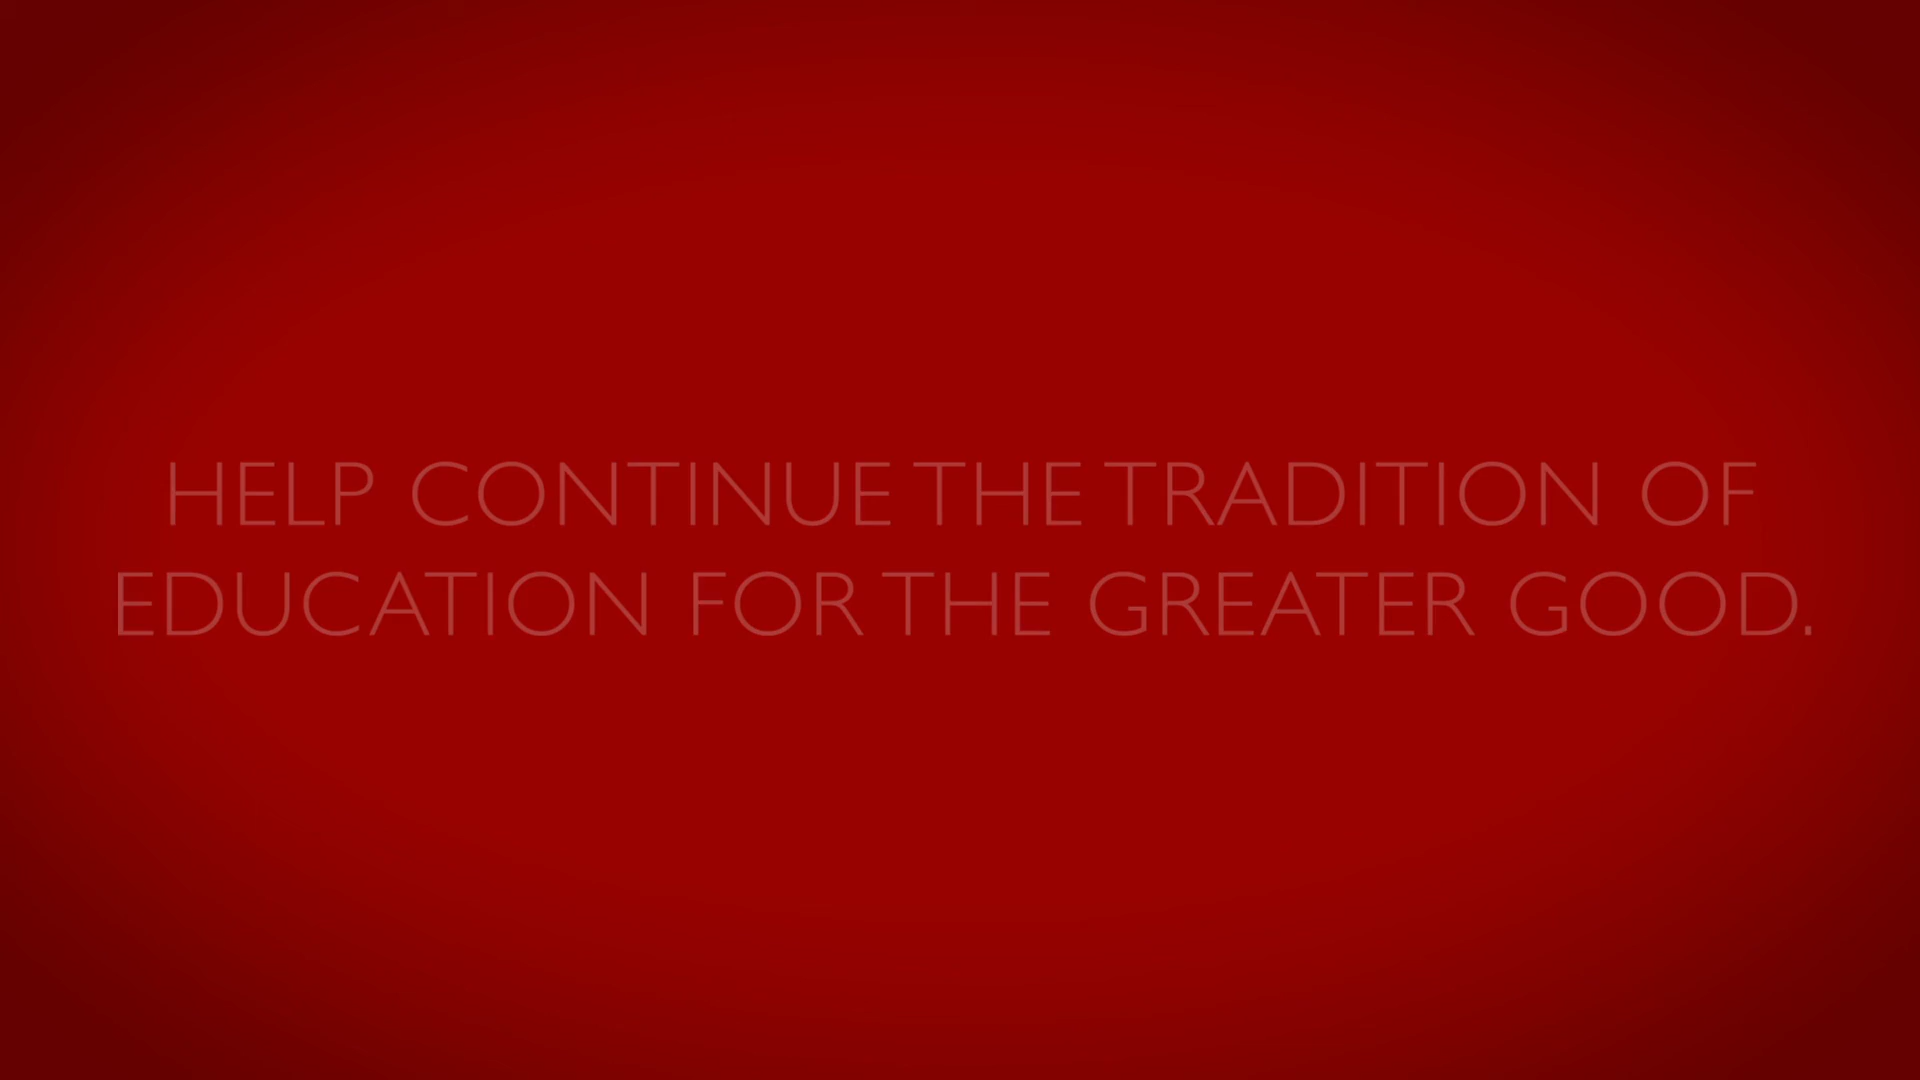 HELP CONTINUE THE TRADITION OF
EDUCATION FOR THE GREATER GOOD.